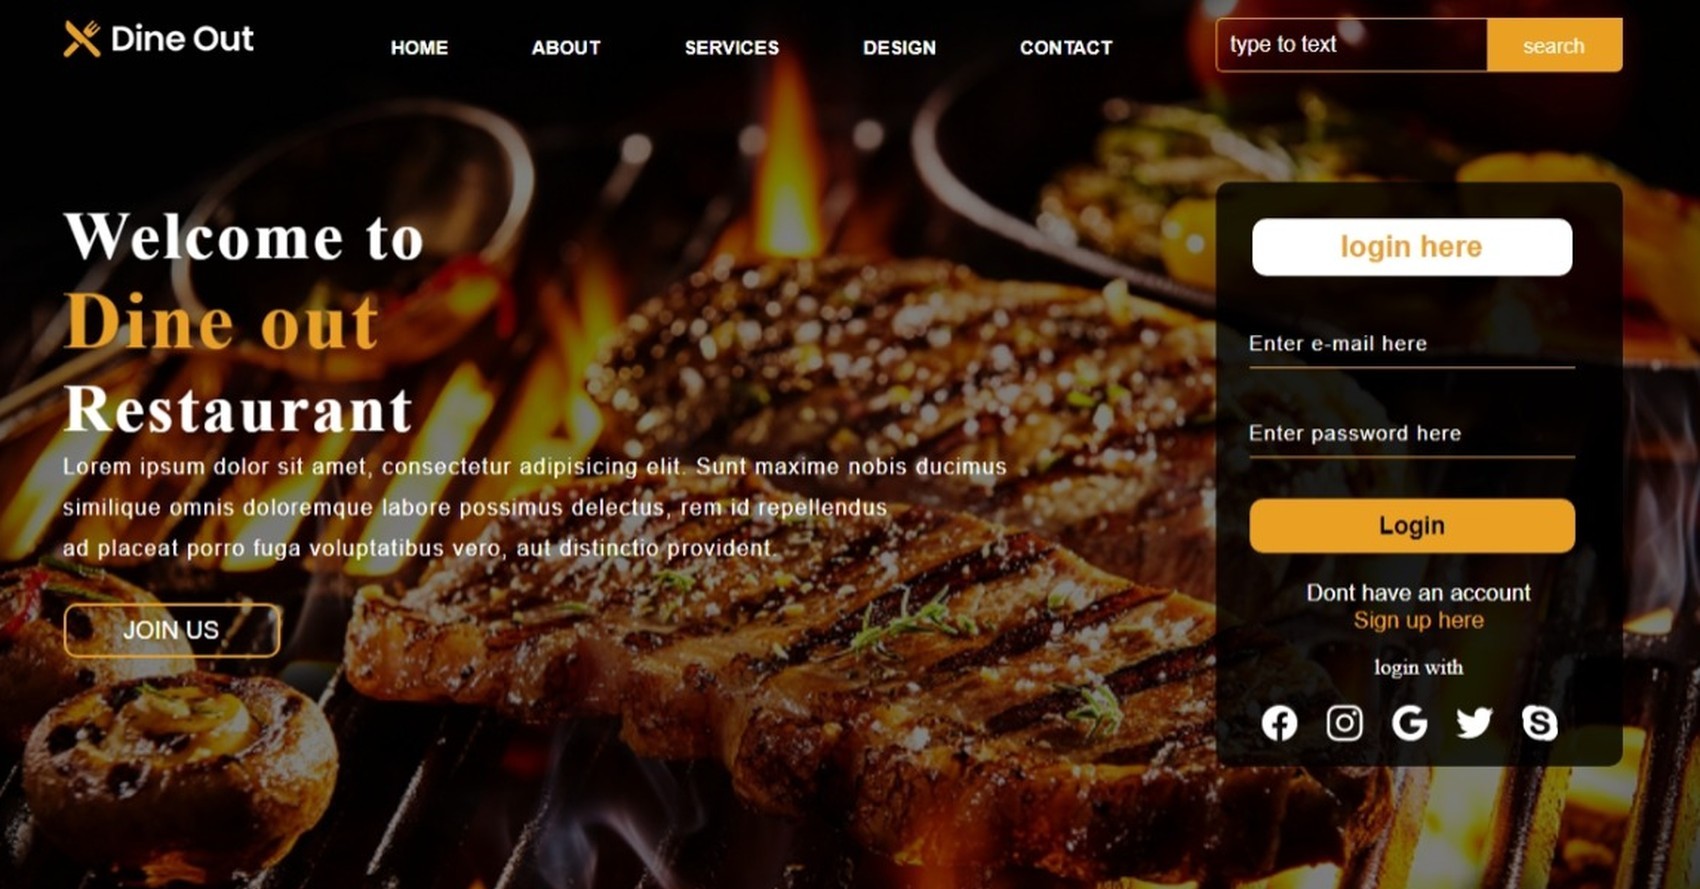 Dine Out
HOME
ABOUT
SERVICES
DESIGN
CONTACT
type to text
search
Welcome to
Dine out
Restaurant
Lorem ipsum dolor sit amet, consectetur adipisicing elit. Sunt maxime nobis ducimus
similique omnis doloremque labore possimus delectus, rem id repellendus
ad placeat porro fuga voluptatibus vero, aut distinctio provident.
JOIN US
login here
Enter e-mail here
Enter password here
Login
Dont have an account
Sign up here
login with